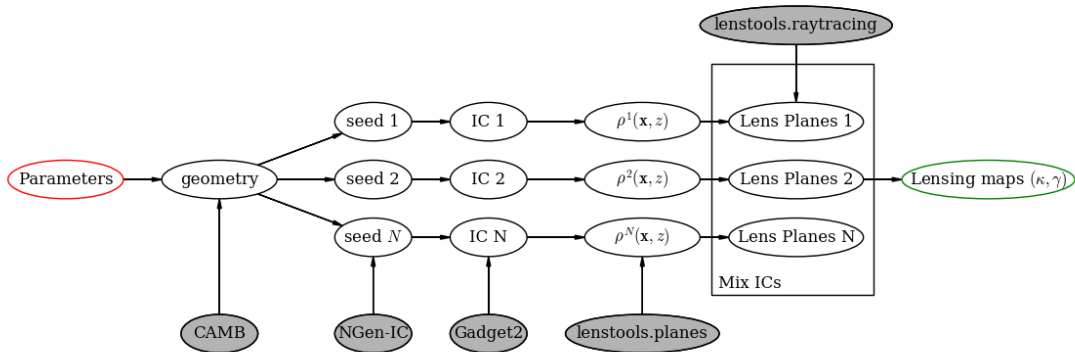 lenstools.raytracing
seed 1
IC 1
ρ¹(x, z)
Lens Planes 1
Parameters
geometry
seed 2
IC 2
ρ²(x, z)
Lens Planes 2
Lensing maps (κ, γ)
seed N
IC N
ρᴺ(x, z)
Lens Planes N
Mix ICs
CAMB
NGen-IC
Gadget2
lenstools.planes